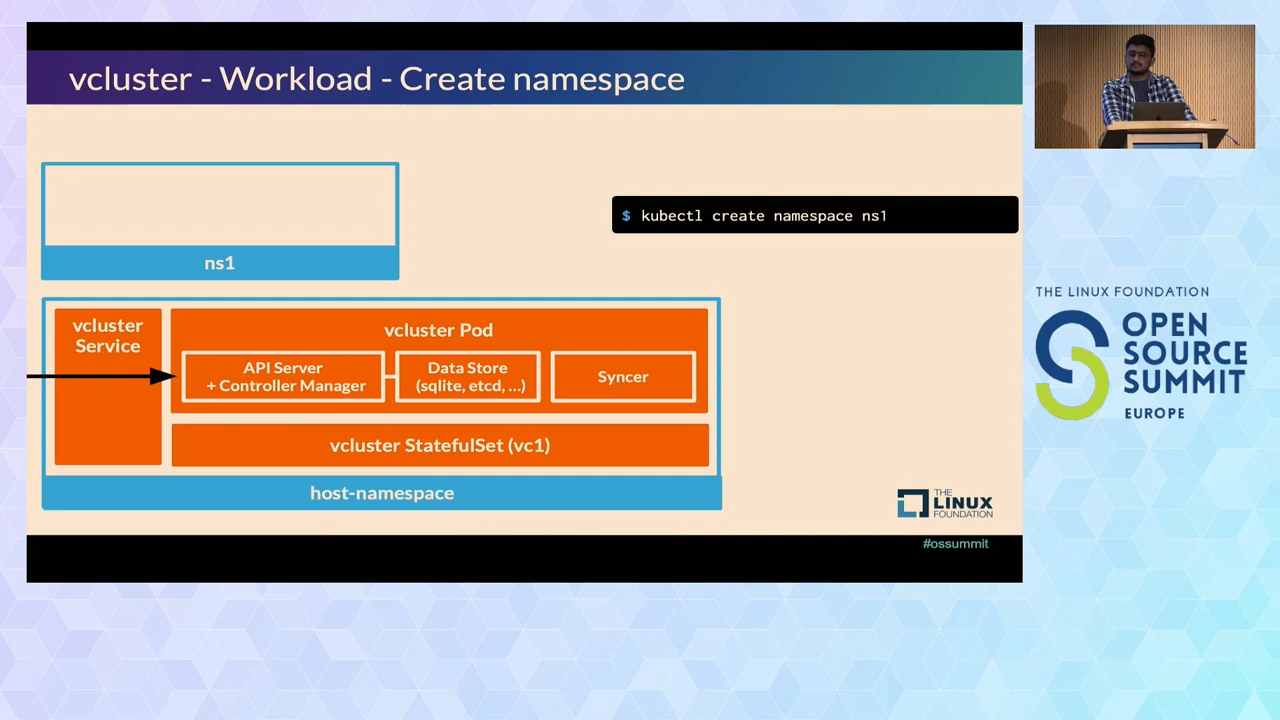 vcluster - Workload - Create namespace
$ kubectl create namespace ns1
ns1
vcluster
Service
vcluster Pod
API Server
+ Controller Manager
Data Store
(sqlite, etcd, ...)
Syncer
vcluster StatefulSet (vc1)
host-namespace
THE
LINUX
FOUNDATION
#ossummit
THE LINUX FOUNDATION
OPEN
SOURCE
SUMMIT
EUROPE